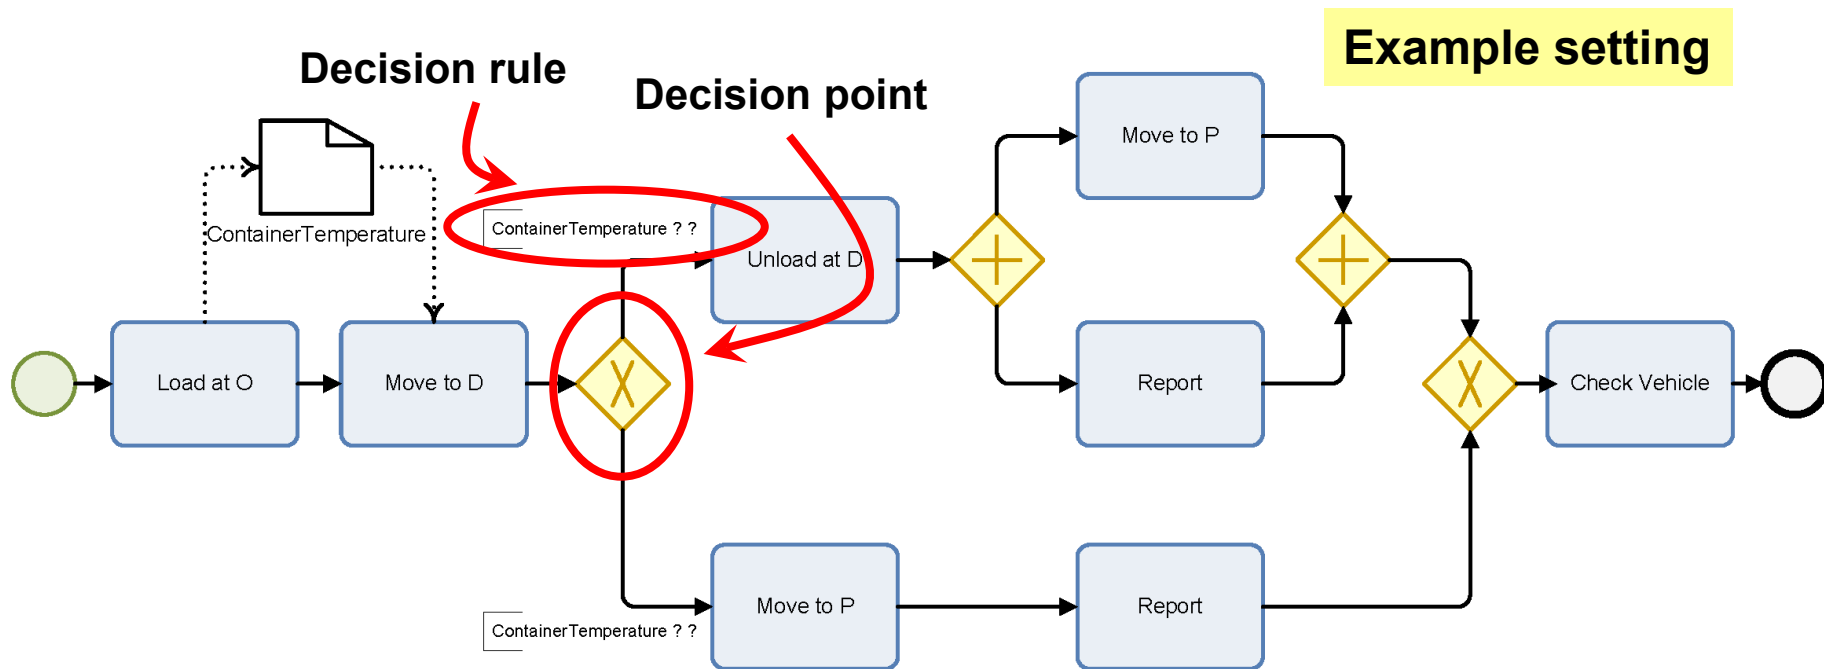 Example setting
Decision rule
Decision point
Move to P
ContainerTemperature
ContainerTemperature ? ?
Unload at D
Load at O
Move to D
Report
Check Vehicle
Move to P
Report
ContainerTemperature ? ?